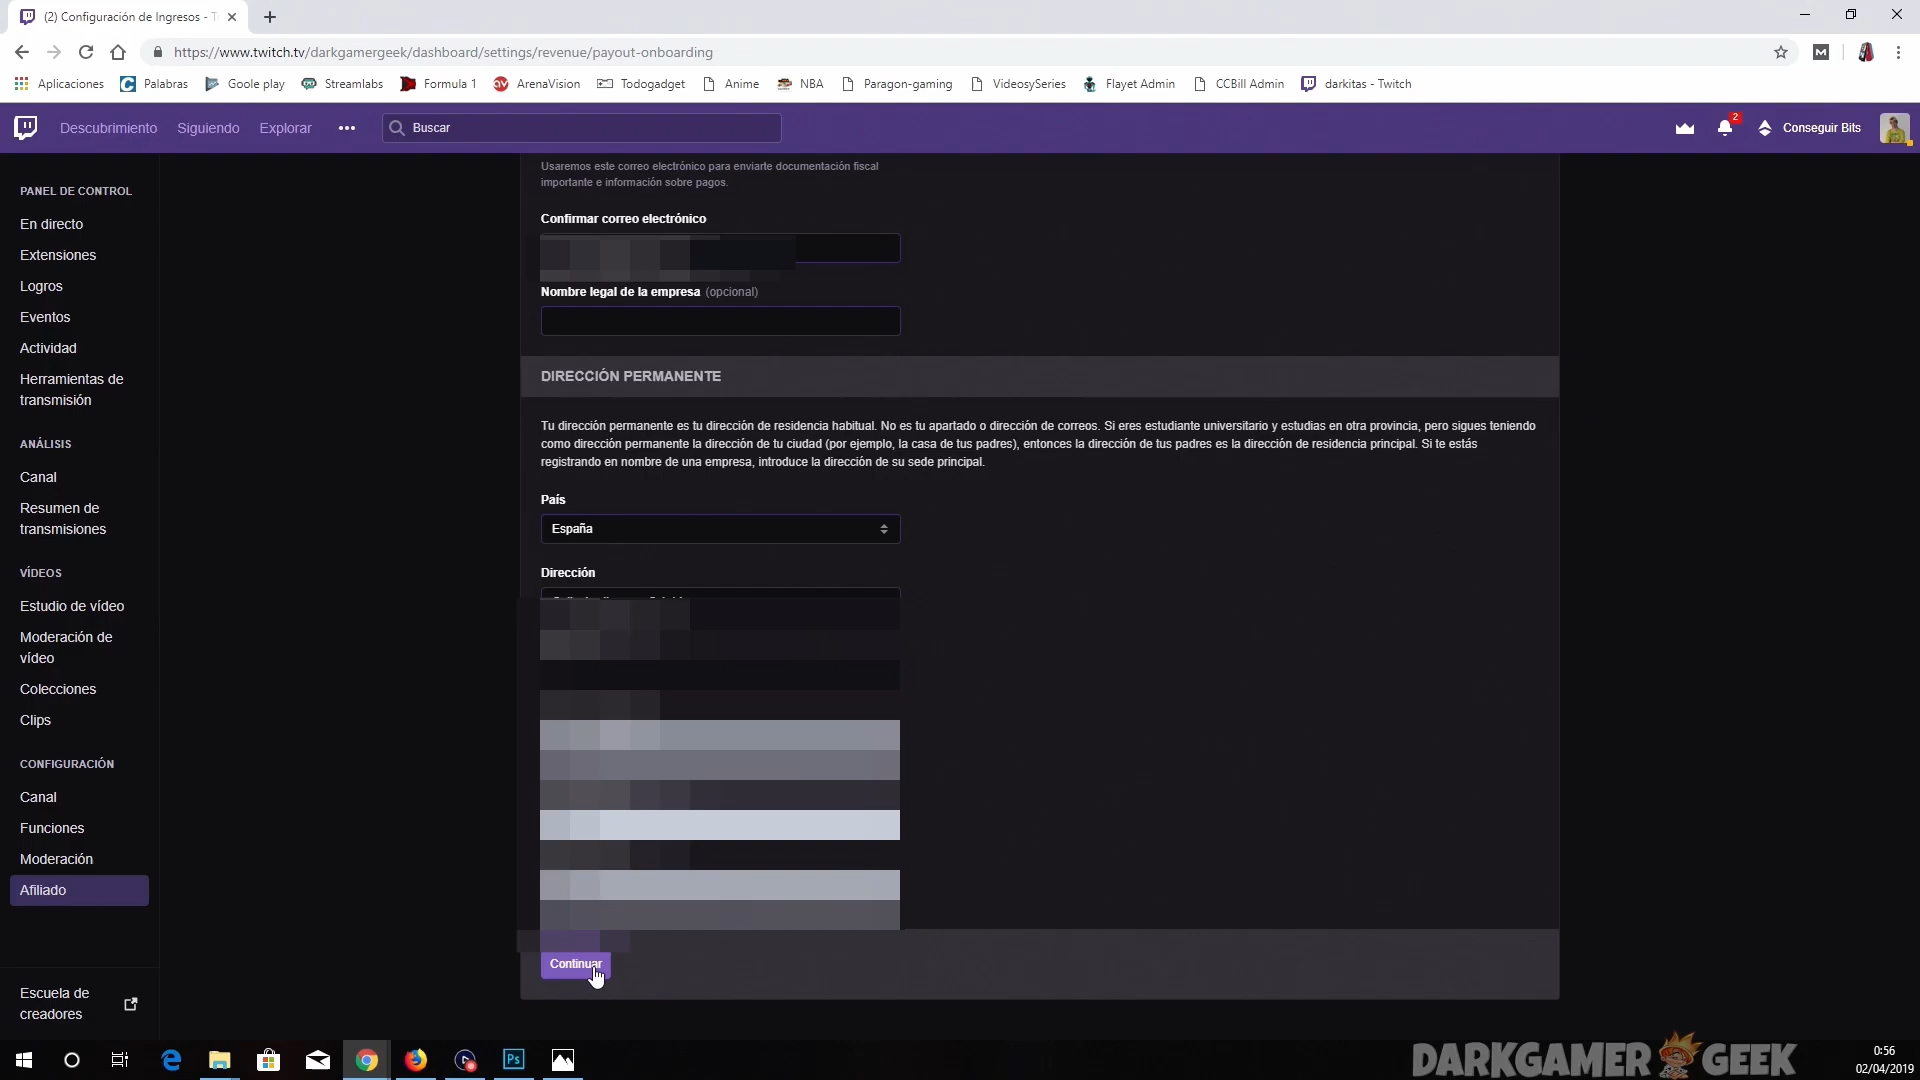 (2) Configuración de Ingresos - T
https://www.twitch.tv/darkgamergeek/dashboard/settings/revenue/payout-onboarding
Aplicaciones
Palabras
Goole play
Streamlabs
Formula 1
ArenaVision
Todogadget
Anime
NBA
Paragon-gaming
VideosySeries
Flayet Admin
CCBill Admin
darkitas - Twitch
Descubrimiento
Siguiendo
Explorar
Buscar
2
Conseguir Bits
PANEL DE CONTROL
En directo
Extensiones
Logros
Eventos
Actividad
Herramientas de
transmisión
ANÁLISIS
Canal
Resumen de
transmisiones
VÍDEOS
Estudio de vídeo
Moderación de
vídeo
Colecciones
Clips
CONFIGURACIÓN
Canal
Funciones
Moderación
Afiliado
Escuela de
creadores
Usaremos este correo electrónico para enviarte documentación fiscal
importante e información sobre pagos.
Confirmar correo electrónico
Nombre legal de la empresa (opcional)
DIRECCIÓN PERMANENTE
Tu dirección permanente es tu dirección de residencia habitual. No es tu apartado o dirección de correos. Si eres estudiante universitario y estudias en otra provincia, pero sigues teniendo
como dirección permanente la dirección de tu ciudad (por ejemplo, la casa de tus padres), entonces la dirección de tus padres es la dirección de residencia principal. Si te estás
registrando en nombre de una empresa, introduce la dirección de su sede principal.
País
España
Dirección
Continuar
Ps
DARKGAMER GEEK
0:56
02/04/2019